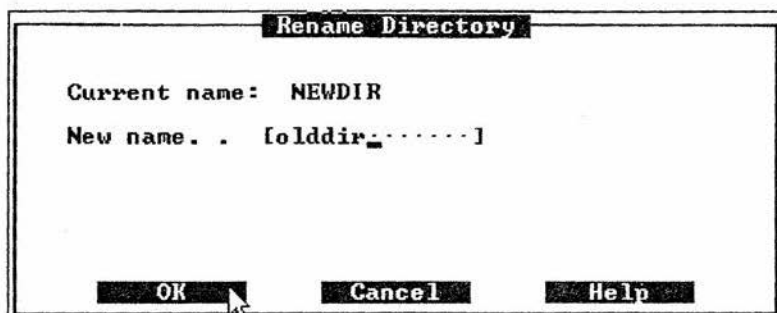 Rename Directory
Current name: NEWDIR
New name. . [olddir_.......]
OK Cancel Help